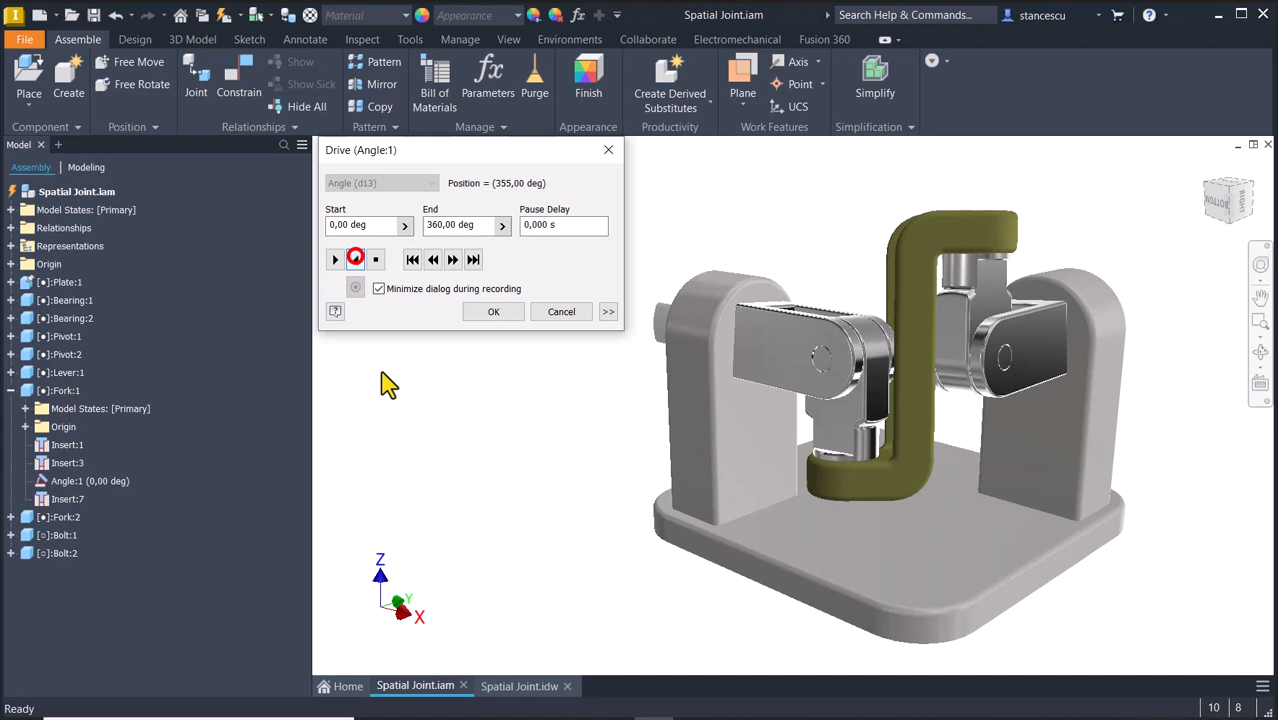 I
Material
Appearance
fx
Spatial Joint.iam
Search Help & Commands...
stancescu
File
Assemble
Design
3D Model
Sketch
Annotate
Inspect
Tools
Manage
View
Environments
Collaborate
Electromechanical
Fusion 360
Place
Create
Free Move
Free Rotate
Joint
Constrain
Show
Show Sick
Hide All
Pattern
Mirror
Copy
Bill of
Materials
fx
Parameters
Purge
Finish
Create Derived
Substitutes
Plane
Axis
Point
UCS
Simplify
Component
Position
Relationships
Pattern
Manage
Appearance
Productivity
Work Features
Simplification
Model
Assembly
Modeling
Spatial Joint.iam
Model States: [Primary]
Relationships
Representations
Origin
[●]:Plate:1
[●]:Bearing:1
[●]:Bearing:2
[●]:Pivot:1
[●]:Pivot:2
[●]:Lever:1
[●]:Fork:1
Model States: [Primary]
Origin
Insert:1
Insert:3
Angle:1 (0,00 deg)
Insert:7
[●]:Fork:2
[○]:Bolt:1
[○]:Bolt:2
Drive (Angle:1)
Angle (d13)
Position = (355,00 deg)
Start
End
Pause Delay
0,00 deg
360,00 deg
0,000 s
Minimize dialog during recording
OK
Cancel
>>
BOTTOM
RIGHT
Z
Y
X
Home
Spatial Joint.iam
Spatial Joint.idw
Ready
10
8